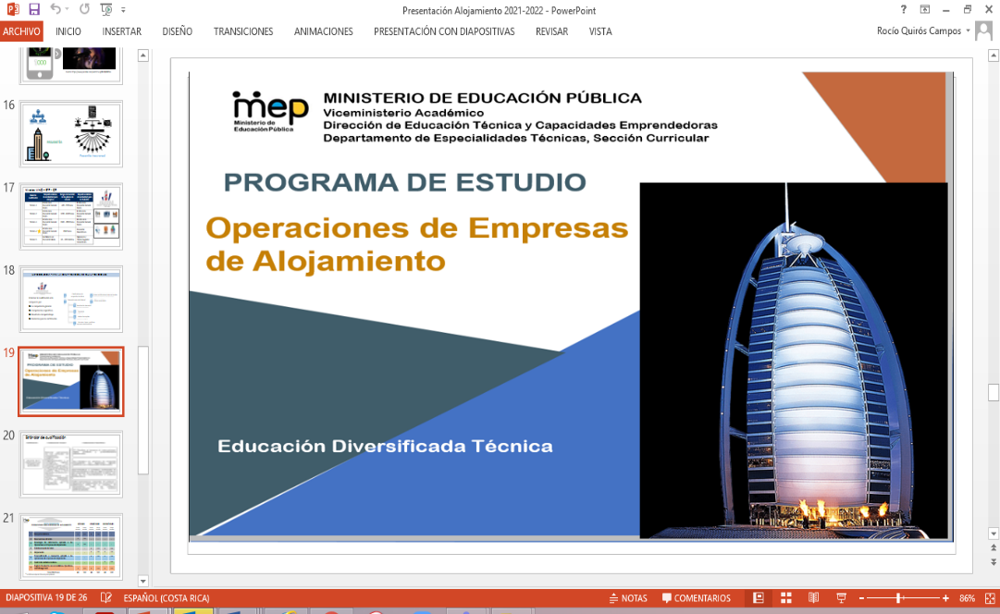 Presentación Alojamiento 2021-2022 - PowerPoint
ARCHIVO INICIO INSERTAR DISEÑO TRANSICIONES ANIMACIONES PRESENTACIÓN CON DIAPOSITIVAS REVISAR VISTA
Rocío Quirós Campos
16
17
18
19
20
Estándar de cualificación
21
mep
Ministerio de
Educación Pública
MINISTERIO DE EDUCACIÓN PÚBLICA
Viceministerio Académico
Dirección de Educación Técnica y Capacidades Emprendedoras
Departamento de Especialidades Técnicas, Sección Curricular
PROGRAMA DE ESTUDIO
Operaciones de Empresas
de Alojamiento
Educación Diversificada Técnica
DIAPOSITIVA 19 DE 26 ESPAÑOL (COSTA RICA) NOTAS COMENTARIOS 86%